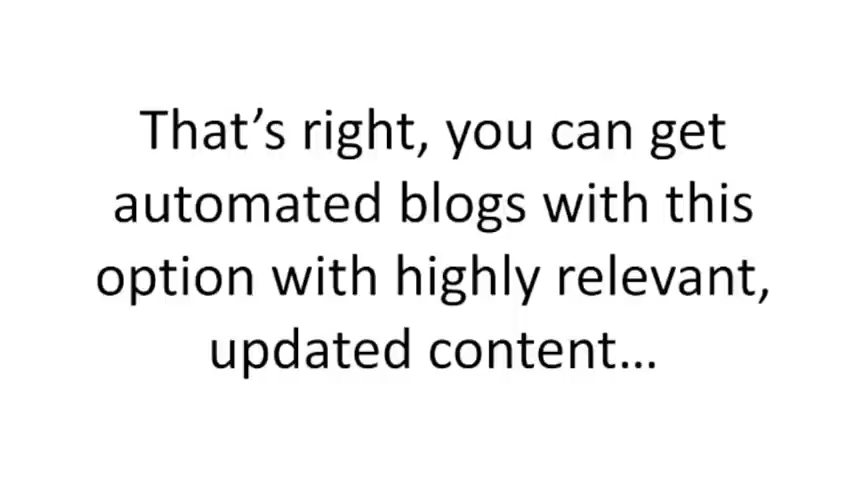 That’s right, you can get
automated blogs with this
option with highly relevant,
updated content…